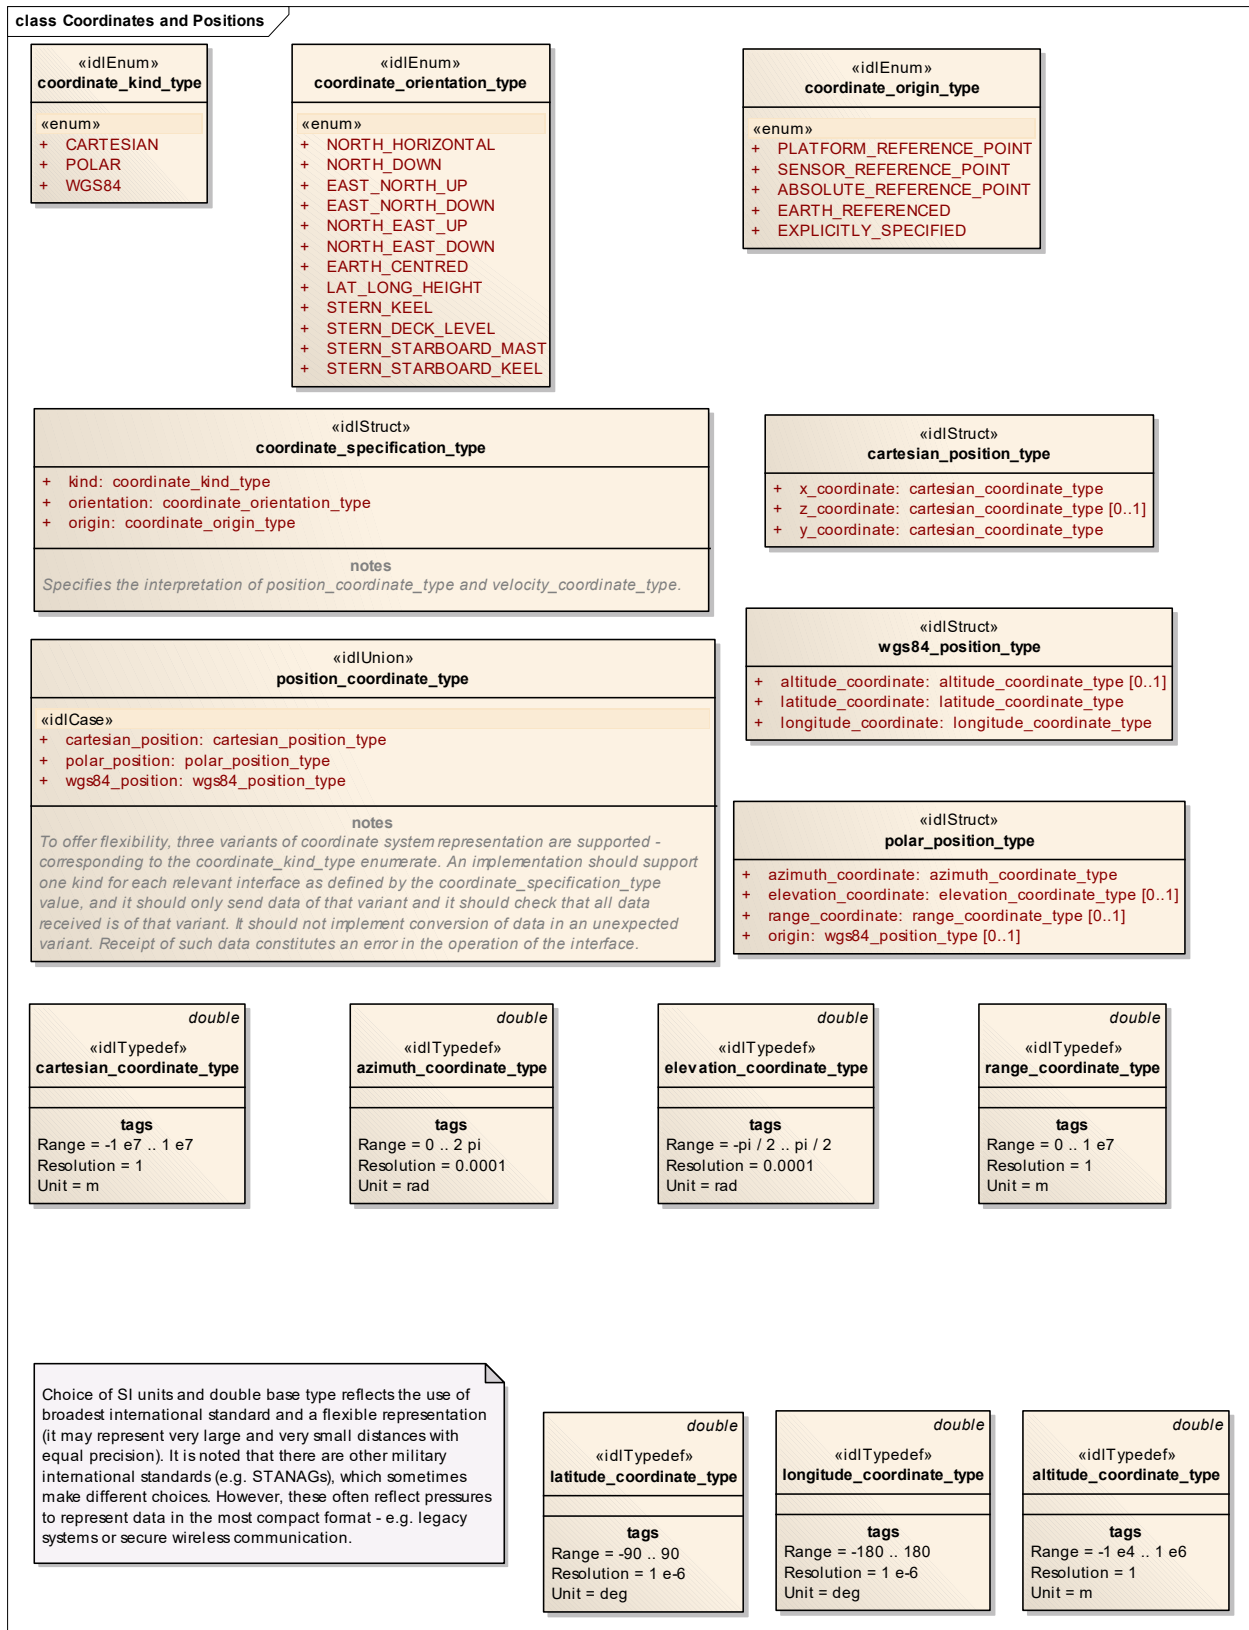 class Coordinates and Positions
«idlEnum»
coordinate_kind_type
«enum»
+ CARTESIAN
+ POLAR
+ WGS84
«idlEnum»
coordinate_orientation_type
«enum»
+ NORTH_HORIZONTAL
+ NORTH_DOWN
+ EAST_NORTH_UP
+ EAST_NORTH_DOWN
+ NORTH_EAST_UP
+ NORTH_EAST_DOWN
+ EARTH_CENTRED
+ LAT_LONG_HEIGHT
+ STERN_KEEL
+ STERN_DECK_LEVEL
+ STERN_STARBOARD_MAST
+ STERN_STARBOARD_KEEL
«idlEnum»
coordinate_origin_type
«enum»
+ PLATFORM_REFERENCE_POINT
+ SENSOR_REFERENCE_POINT
+ ABSOLUTE_REFERENCE_POINT
+ EARTH_REFERENCED
+ EXPLICITLY_SPECIFIED
«idlStruct»
coordinate_specification_type
+ kind: coordinate_kind_type
+ orientation: coordinate_orientation_type
+ origin: coordinate_origin_type
notes
Specifies the interpretation of position_coordinate_type and velocity_coordinate_type.
«idlStruct»
cartesian_position_type
+ x_coordinate: cartesian_coordinate_type
+ z_coordinate: cartesian_coordinate_type [0..1]
+ y_coordinate: cartesian_coordinate_type
«idlUnion»
position_coordinate_type
«idlCase»
+ cartesian_position: cartesian_position_type
+ polar_position: polar_position_type
+ wgs84_position: wgs84_position_type
notes
To offer flexibility, three variants of coordinate system representation are supported -
corresponding to the coordinate_kind_type enumerate. An implementation should support
one kind for each relevant interface as defined by the coordinate_specification_type
value, and it should only send data of that variant and it should check that all data
received is of that variant. It should not implement conversion of data in an unexpected
variant. Receipt of such data constitutes an error in the operation of the interface.
«idlStruct»
wgs84_position_type
+ altitude_coordinate: altitude_coordinate_type [0..1]
+ latitude_coordinate: latitude_coordinate_type
+ longitude_coordinate: longitude_coordinate_type
«idlStruct»
polar_position_type
+ azimuth_coordinate: azimuth_coordinate_type
+ elevation_coordinate: elevation_coordinate_type [0..1]
+ range_coordinate: range_coordinate_type [0..1]
+ origin: wgs84_position_type [0..1]
double
«idlTypedef»
cartesian_coordinate_type
tags
Range = -1 e7 .. 1 e7
Resolution = 1
Unit = m
double
«idlTypedef»
azimuth_coordinate_type
tags
Range = 0 .. 2 pi
Resolution = 0.0001
Unit = rad
double
«idlTypedef»
elevation_coordinate_type
tags
Range = -pi / 2 .. pi / 2
Resolution = 0.0001
Unit = rad
double
«idlTypedef»
range_coordinate_type
tags
Range = 0 .. 1 e7
Resolution = 1
Unit = m
Choice of SI units and double base type reflects the use of
broadest international standard and a flexible representation
(it may represent very large and very small distances with
equal precision). It is noted that there are other military
international standards (e.g. STANAGs), which sometimes
make different choices. However, these often reflect pressures
to represent data in the most compact format - e.g. legacy
systems or secure wireless communication.
double
«idlTypedef»
latitude_coordinate_type
tags
Range = -90 .. 90
Resolution = 1 e-6
Unit = deg
double
«idlTypedef»
longitude_coordinate_type
tags
Range = -180 .. 180
Resolution = 1 e-6
Unit = deg
double
«idlTypedef»
altitude_coordinate_type
tags
Range = -1 e4 .. 1 e6
Resolution = 1
Unit = m